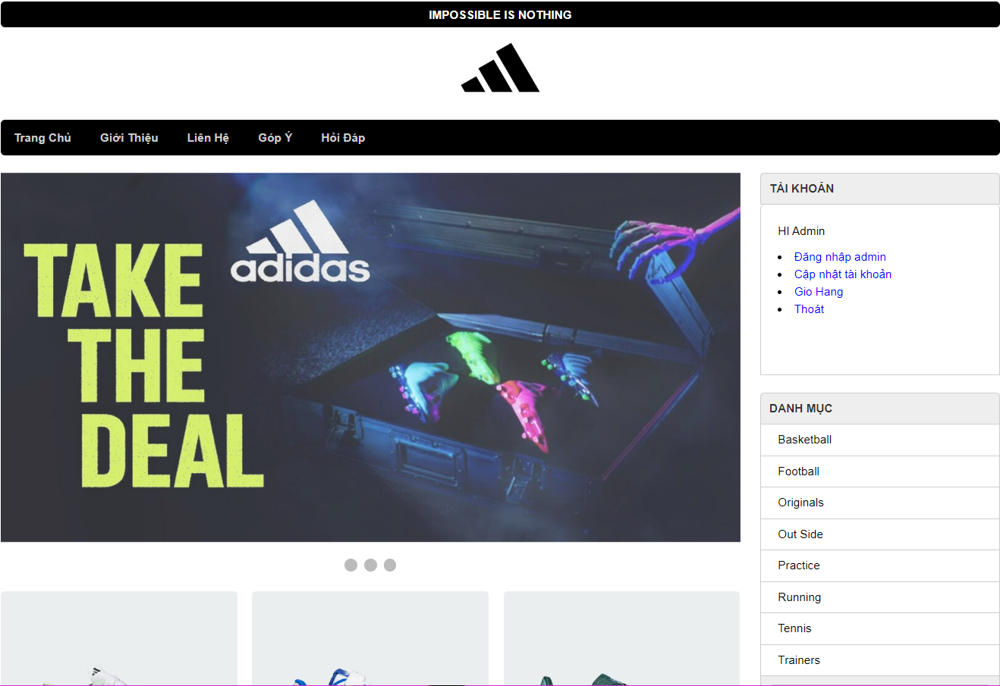 IMPOSSIBLE IS NOTHING
Trang Chủ
Giới Thiệu
Liên Hệ
Góp Ý
Hỏi Đáp
TAKE
THE
DEAL
adidas
TÀI KHOẢN
HI Admin
Đăng nhập admin
Cập nhật tài khoản
Gio Hang
Thoát
DANH MỤC
Basketball
Football
Originals
Out Side
Practice
Running
Tennis
Trainers